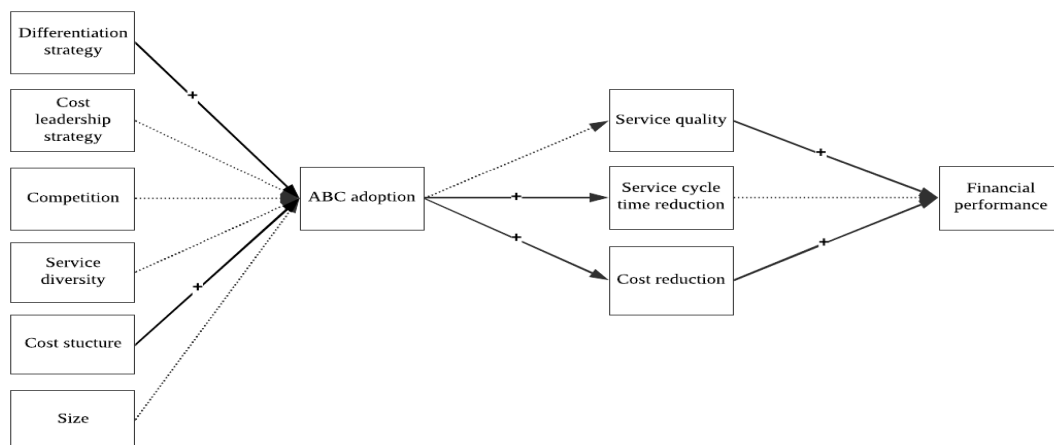 Differentiation
strategy
+
Cost
leadership
strategy
Competition
Service
diversity
+
Cost stucture
Size
ABC adoption
+
+
Service quality
Service cycle
time reduction
Cost reduction
+
+
Financial
performance